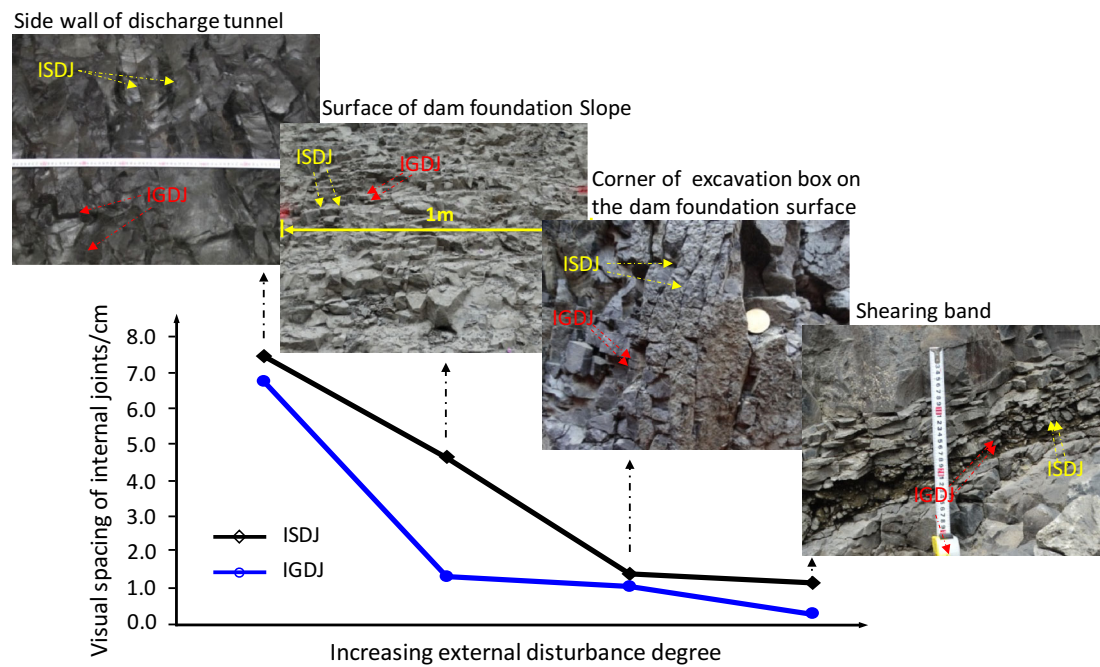 Side wall of discharge tunnel
ISDJ
IGDJ
Surface of dam foundation Slope
ISDJ
IGDJ
1m
Corner of excavation box on
the dam foundation surface
ISDJ
IGDJ
Shearing band
IGDJ
ISDJ
Visual spacing of internal joints/cm
8.0
7.0
6.0
5.0
4.0
3.0
2.0
1.0
0.0
ISDJ
IGDJ
Increasing external disturbance degree